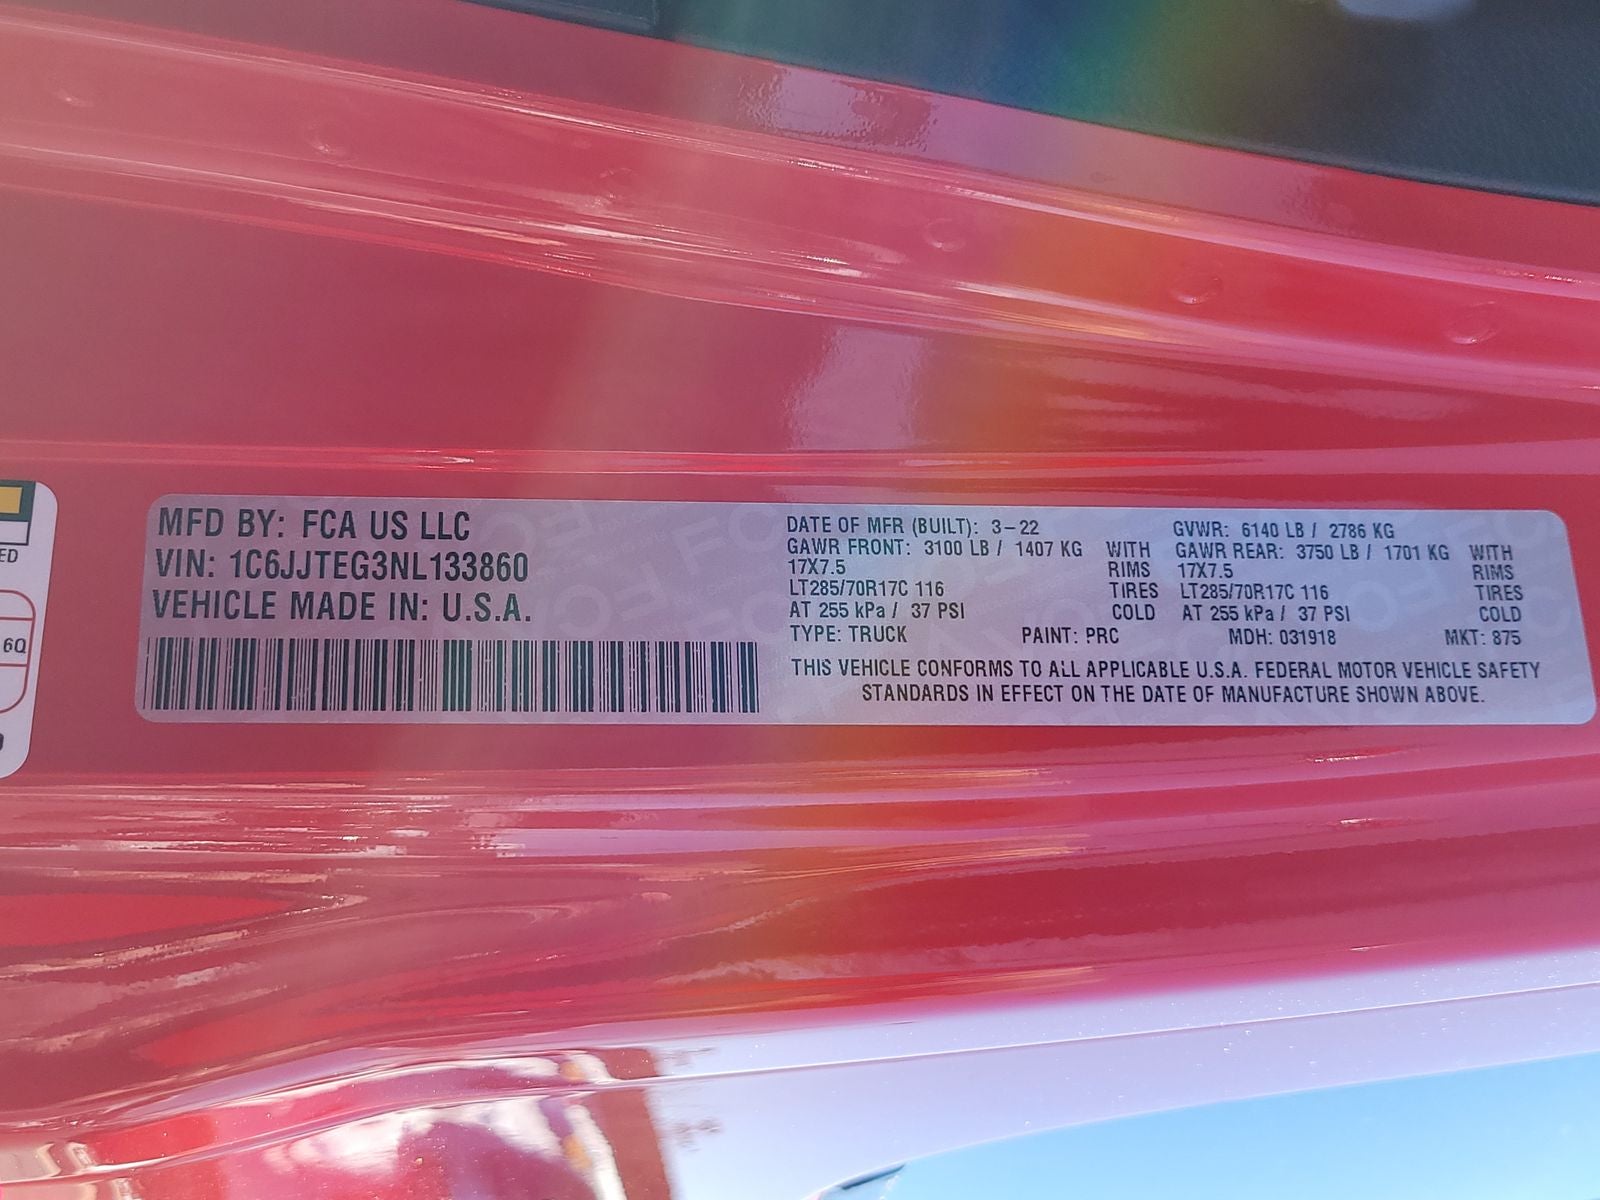 MFD BY: FCA US LLC
VIN: 1C6JJTEG3NL133860
VEHICLE MADE IN: U.S.A.
DATE OF MFR (BUILT): 3-22 GVWR: 6140 LB / 2786 KG
GAWR FRONT: 3100 LB / 1407 KG WITH GAWR REAR: 3750 LB / 1701 KG WITH
17X7.5 RIMS 17X7.5 RIMS
LT285/70R17C 116 TIRES LT285/70R17C 116 TIRES
AT 255 kPa / 37 PSI COLD AT 255 kPa / 37 PSI COLD
TYPE: TRUCK PAINT: PRC MDH: 031918 MKT: 875
THIS VEHICLE CONFORMS TO ALL APPLICABLE U.S.A. FEDERAL MOTOR VEHICLE SAFETY
STANDARDS IN EFFECT ON THE DATE OF MANUFACTURE SHOWN ABOVE.
ED
6Q